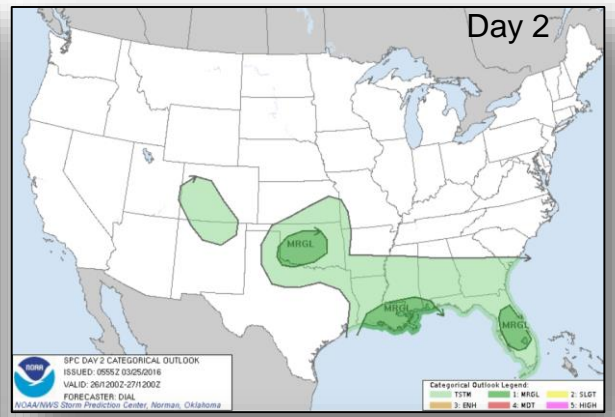 Day 2
MRGL
MRGL
MRGL
NOAA
SPC DAY 2 CATEGORICAL OUTLOOK
ISSUED: 0555Z 03/25/2016
VALID: 26/1200Z-27/1200Z
FORECASTER: DIAL
NOAA/NWS Storm Prediction Center, Norman, Oklahoma
Categorical Outlook Legend:
TSTM 1: MRGL 2: SLGT
3: ENH 4: MDT 5: HIGH